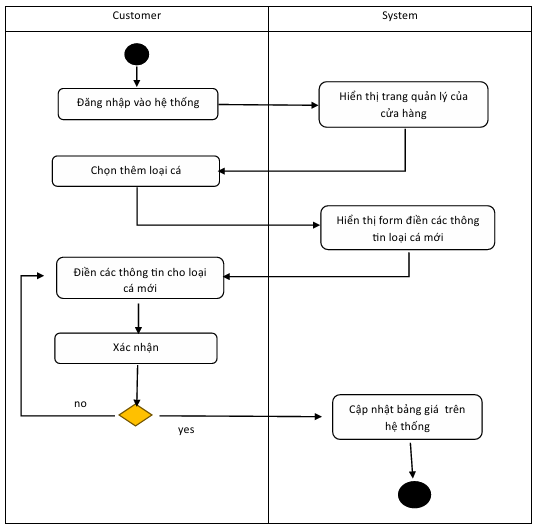 Customer
System
Đăng nhập vào hệ thống
Hiển thị trang quản lý của
cửa hàng
Chọn thêm loại cá
Hiển thị form điền các thông
tin loại cá mới
Điền các thông tin cho loại
cá mới
Xác nhận
no
yes
Cập nhật bảng giá trên
hệ thống